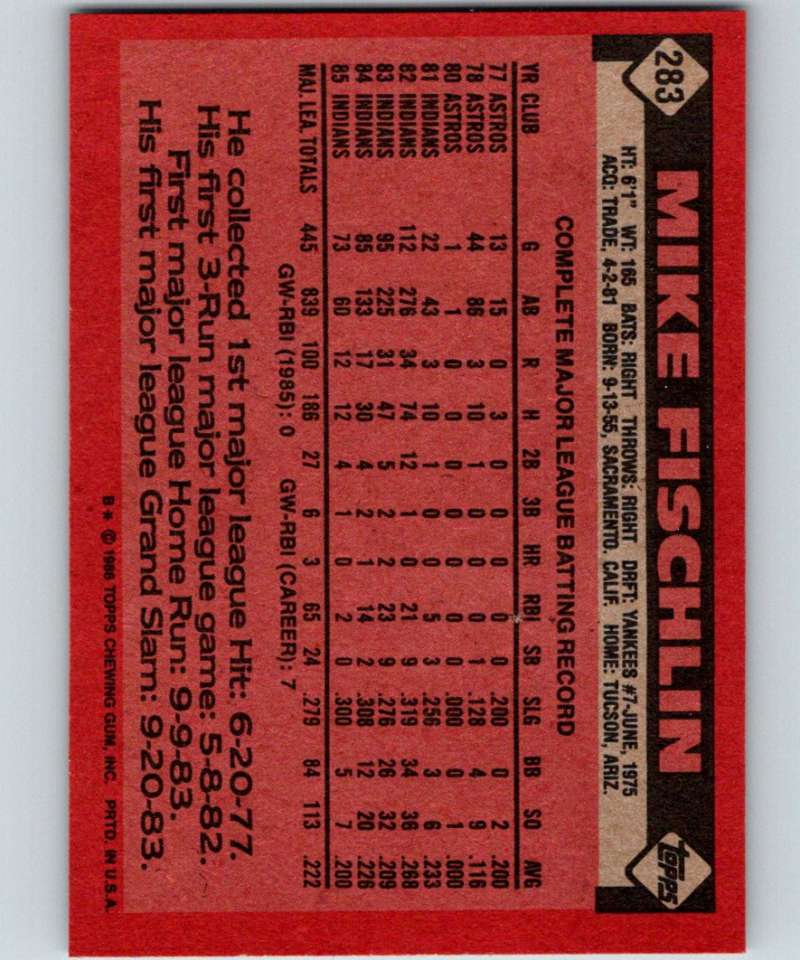 283 MIKE FISCHLIN topps
HT: 6'1" WT: 165 BATS: RIGHT THROWS: RIGHT DRFT: YANKEES #7-JUNE, 1975
ACQ: TRADE, 4-2-81 BORN: 9-13-55, SACRAMENTO, CALIF. HOME: TUCSON, ARIZ.
COMPLETE MAJOR LEAGUE BATTING RECORD
YR CLUB G AB R H 2B 3B HR RBI SB SLG BB SO AVG
77 ASTROS 13 15 0 3 0 0 0 0 0 .200 0 2 .200
78 ASTROS 44 86 3 10 1 0 0 0 1 .128 4 9 .116
80 ASTROS 1 1 0 0 0 0 0 0 0 .000 0 1 .000
81 INDIANS 22 43 3 10 1 0 0 5 3 .256 3 6 .233
82 INDIANS 112 276 34 74 12 1 0 21 9 .319 34 36 .268
83 INDIANS 95 225 31 47 5 2 2 23 9 .276 26 32 .209
84 INDIANS 85 133 17 30 4 2 1 14 2 .308 12 20 .226
85 INDIANS 73 60 12 12 4 1 0 2 0 .300 5 7 .200
MAJ. LEA. TOTALS 445 839 100 186 27 6 3 65 24 .279 84 113 .222
GW-RBI (1985): 0 GW-RBI (CAREER): 7
He collected 1st major league Hit: 6-20-77.
His first 3-Run major league game: 5-8-82.
First major league Home Run: 9-9-83.
His first major league Grand Slam: 9-20-83.
B* © 1986 TOPPS CHEWING GUM, INC. PRTD. IN U.S.A.